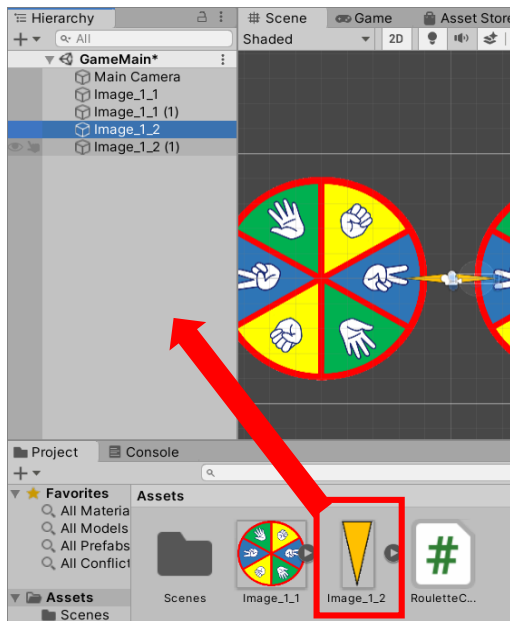 Hierarchy
# Scene
Game
Asset Store
All
Shaded
2D
GameMain*
Main Camera
Image_1_1
Image_1_1 (1)
Image_1_2
Image_1_2 (1)
Project
Console
Favorites
All Materia
All Models
All Prefabs
All Conflict
Assets
Scenes
Assets
Scenes
Image_1_1
Image_1_2
#
RouletteC...